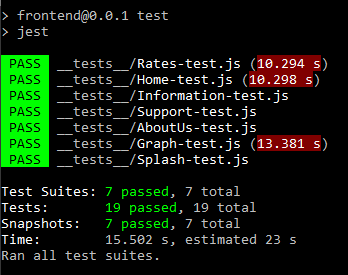 > frontend@0.0.1 test
> jest
PASS __tests__/Rates-test.js (10.294 s)
PASS __tests__/Home-test.js (10.298 s)
PASS __tests__/Information-test.js
PASS __tests__/Support-test.js
PASS __tests__/AboutUs-test.js
PASS __tests__/Graph-test.js (13.381 s)
PASS __tests__/Splash-test.js
Test Suites: 7 passed, 7 total
Tests: 19 passed, 19 total
Snapshots: 7 passed, 7 total
Time: 15.502 s, estimated 23 s
Ran all test suites.